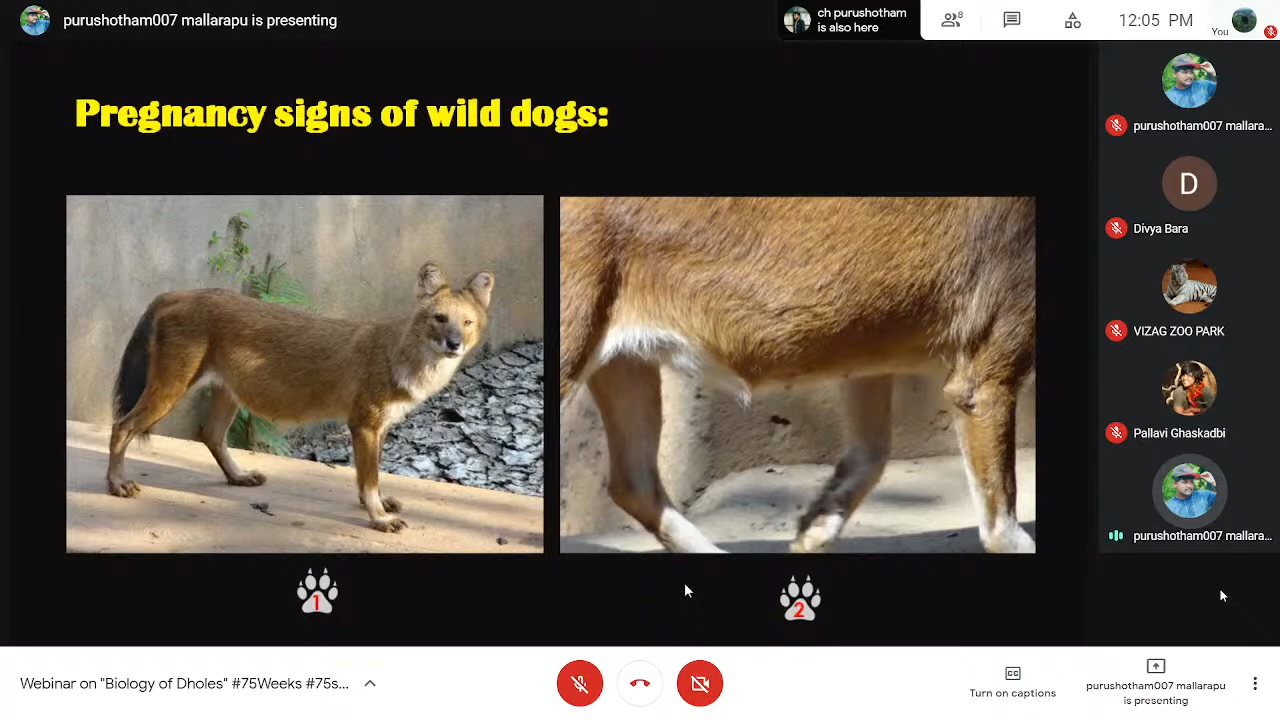 purushotham007 mallarapu is presenting
ch purushotham
is also here
8
12:05 PM
You
Pregnancy signs of wild dogs:
1
2
purushotham007 mallara...
D
Divya Bara
VIZAG ZOO PARK
Pallavi Ghaskadbi
purushotham007 mallara...
Webinar on "Biology of Dholes" #75Weeks #75s...
CC
Turn on captions
purushotham007 mallarapu
is presenting